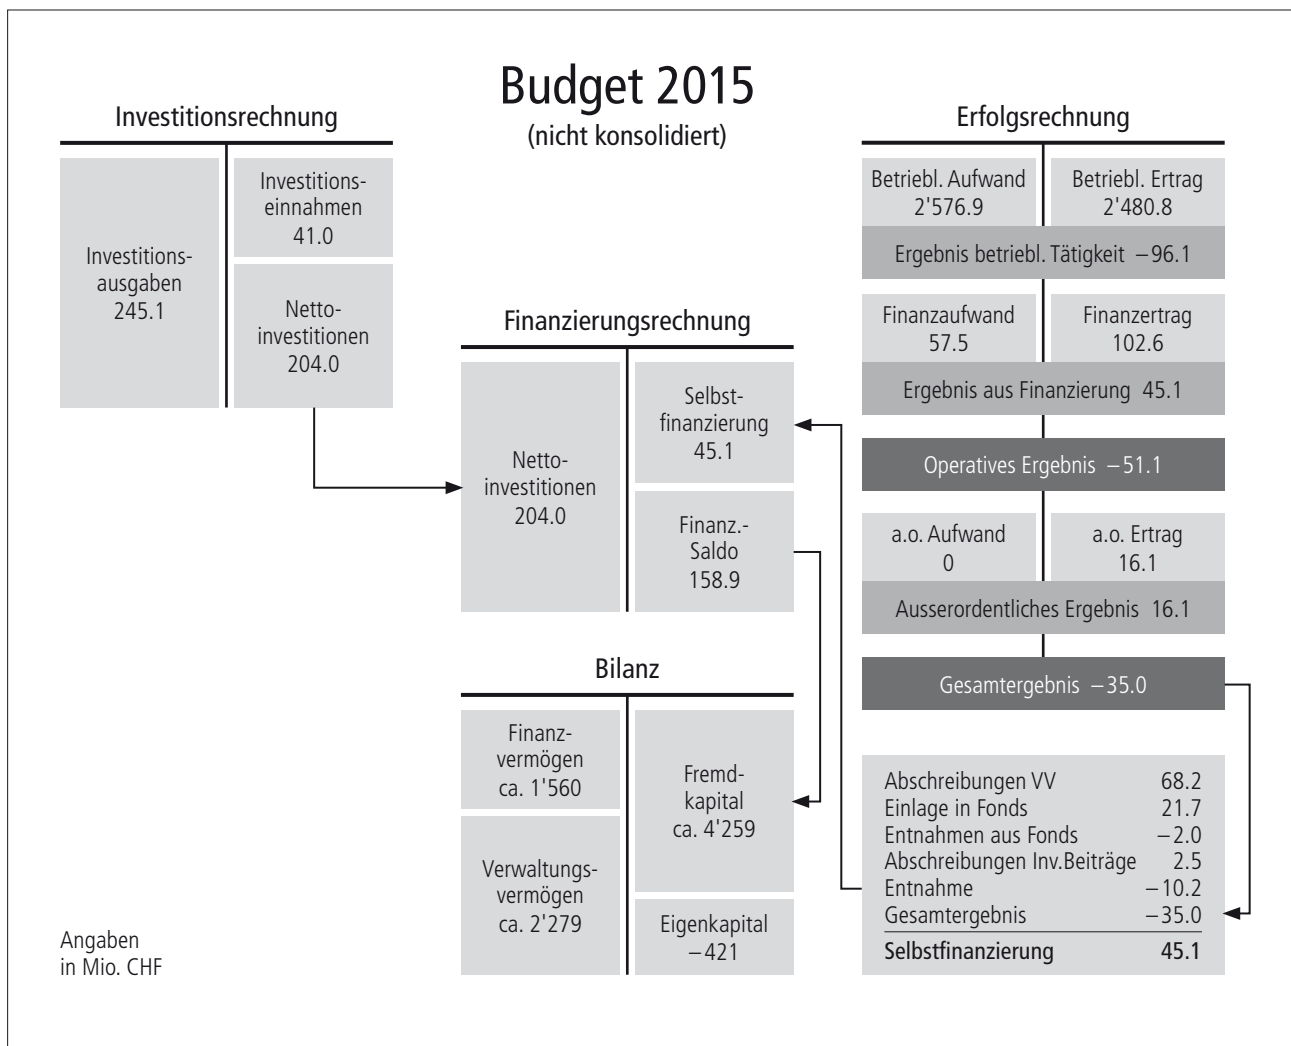 Budget 2015
(nicht konsolidiert)
Investitionsrechnung
Investitions-
ausgaben
245.1
Investitions-
einnahmen
41.0
Netto-
investitionen
204.0
Finanzierungsrechnung
Netto-
investitionen
204.0
Selbst-
finanzierung
45.1
Finanz.-
Saldo
158.9
Bilanz
Finanz-
vermögen
ca. 1'560
Verwaltungs-
vermögen
ca. 2'279
Fremd-
kapital
ca. 4'259
Eigenkapital
–421
Erfolgsrechnung
Betriebl. Aufwand
2'576.9
Betriebl. Ertrag
2'480.8
Ergebnis betriebl. Tätigkeit –96.1
Finanzaufwand
57.5
Finanzertrag
102.6
Ergebnis aus Finanzierung 45.1
Operatives Ergebnis –51.1
a.o. Aufwand
0
a.o. Ertrag
16.1
Ausserordentliches Ergebnis 16.1
Gesamtergebnis –35.0
Abschreibungen VV 68.2
Einlage in Fonds 21.7
Entnahmen aus Fonds –2.0
Abschreibungen Inv.Beiträge 2.5
Entnahme –10.2
Gesamtergebnis –35.0
Selbstfinanzierung 45.1
Angaben
in Mio. CHF